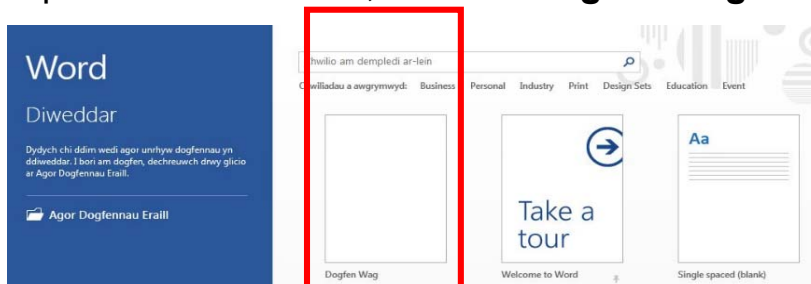 Word
Diweddar
Dydych chi ddim wedi agor unrhyw dogfennau yn
ddiweddar. I bori am dogfen, dechreuwch drwy glicio
ar Agor Dogfennau Eraill.
Agor Dogfennau Eraill
hwilio am dempledi ar-lein
C wiliadau a awgrymwyd: Business Personal Industry Print Design Sets Education Event
Dogfen Wag
Take a
tour
Welcome to Word
Aa
Single spaced (blank)